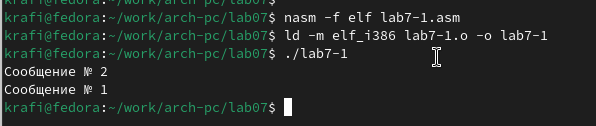 krafi@fedora:~/work/arch-pc/lab07$ nasm -f elf lab7-1.asm
krafi@fedora:~/work/arch-pc/lab07$ ld -m elf_i386 lab7-1.o -o lab7-1
krafi@fedora:~/work/arch-pc/lab07$ ./lab7-1
Сообщение № 2
Сообщение № 1
krafi@fedora:~/work/arch-pc/lab07$